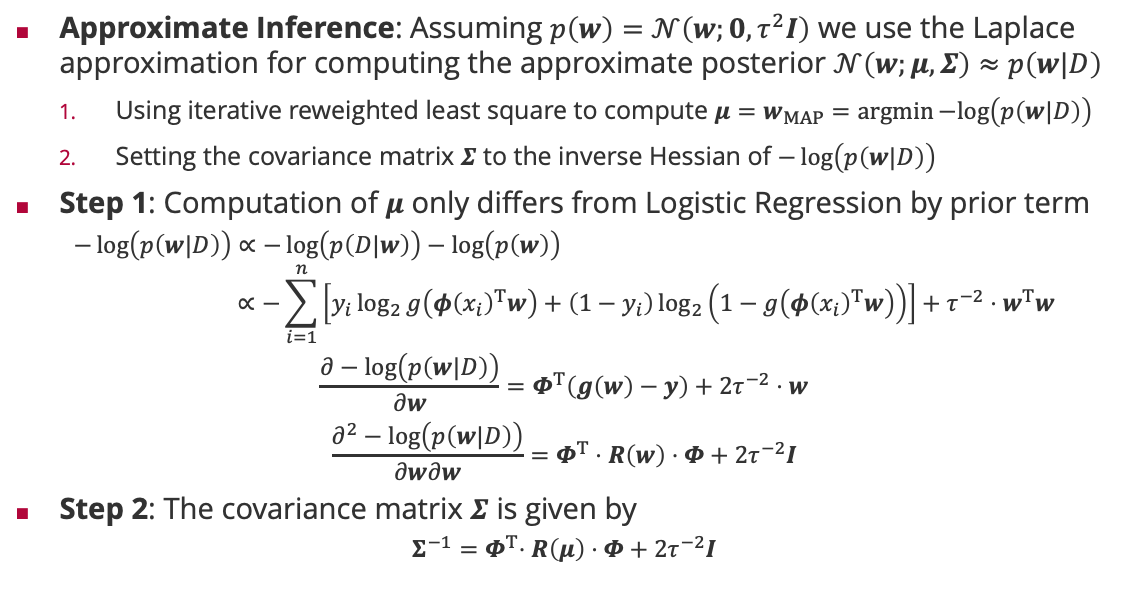 ▪ Approximate Inference: Assuming p(w) = 𝒩(w; 0, τ²I) we use the Laplace
approximation for computing the approximate posterior 𝒩(w; μ, Σ) ≈ p(w|D)
1. Using iterative reweighted least square to compute μ = w_MAP = argmin −log(p(w|D))
2. Setting the covariance matrix Σ to the inverse Hessian of − log(p(w|D))
▪ Step 1: Computation of μ only differs from Logistic Regression by prior term
− log(p(w|D)) ∝ − log(p(D|w)) − log(p(w))
∝ − ∑_{i=1}^{n} [y_i log₂ g(ϕ(x_i)ᵀw) + (1 − y_i) log₂ (1 − g(ϕ(x_i)ᵀw))] + τ⁻² · wᵀw
∂ − log(p(w|D)) / ∂w = Φᵀ(g(w) − y) + 2τ⁻² · w
∂² − log(p(w|D)) / ∂w∂w = Φᵀ · R(w) · Φ + 2τ⁻²I
▪ Step 2: The covariance matrix Σ is given by
Σ⁻¹ = Φᵀ· R(μ) · Φ + 2τ⁻²I